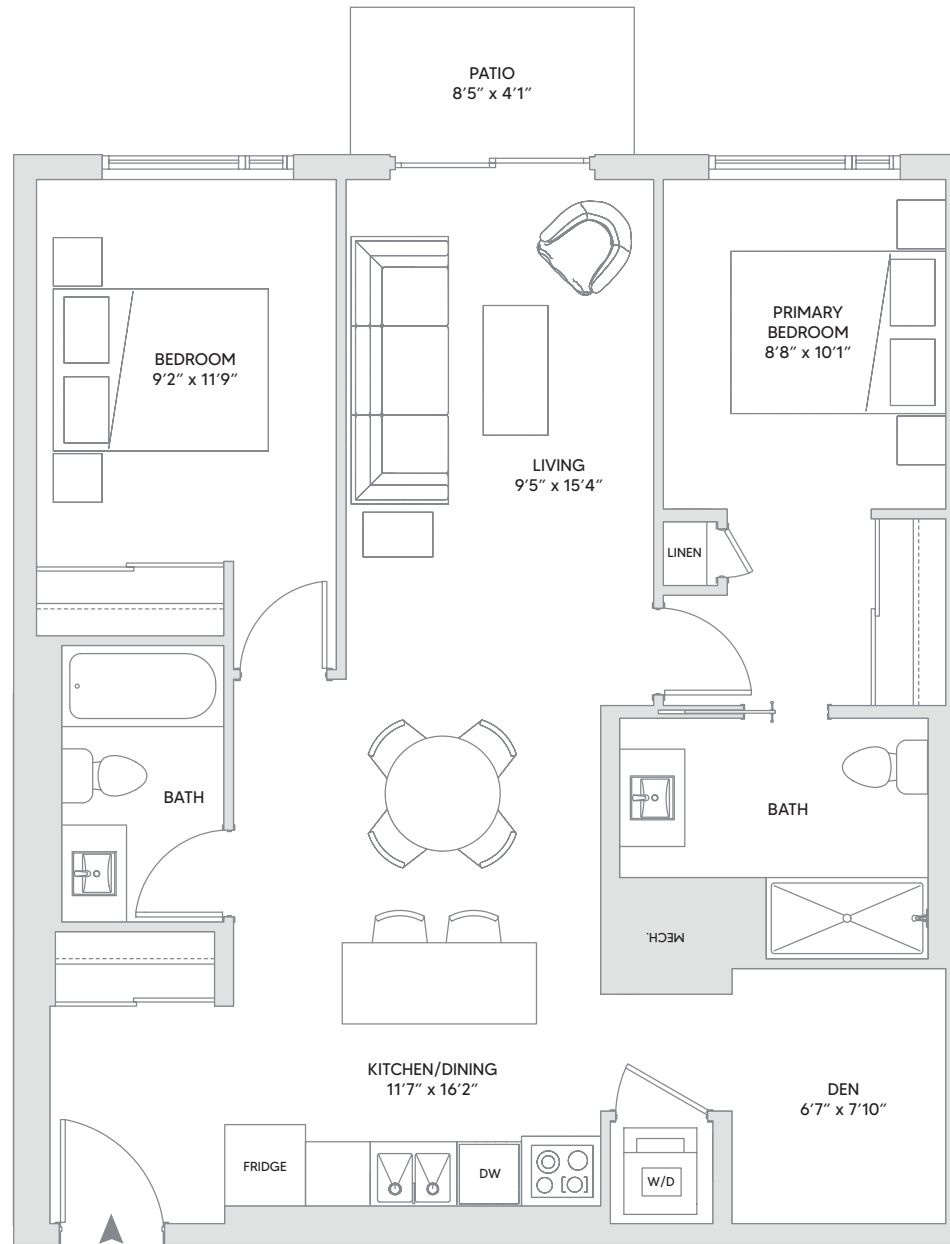 PATIO
8’5” x 4’1”
BEDROOM
9’2” x 11’9”
PRIMARY
BEDROOM
8’8” x 10’1”
LIVING
9’5” x 15’4”
LINEN
BATH
BATH
MECH.
KITCHEN/DINING
11’7” x 16’2”
DEN
6’7” x 7’10”
FRIDGE
DW
W/D